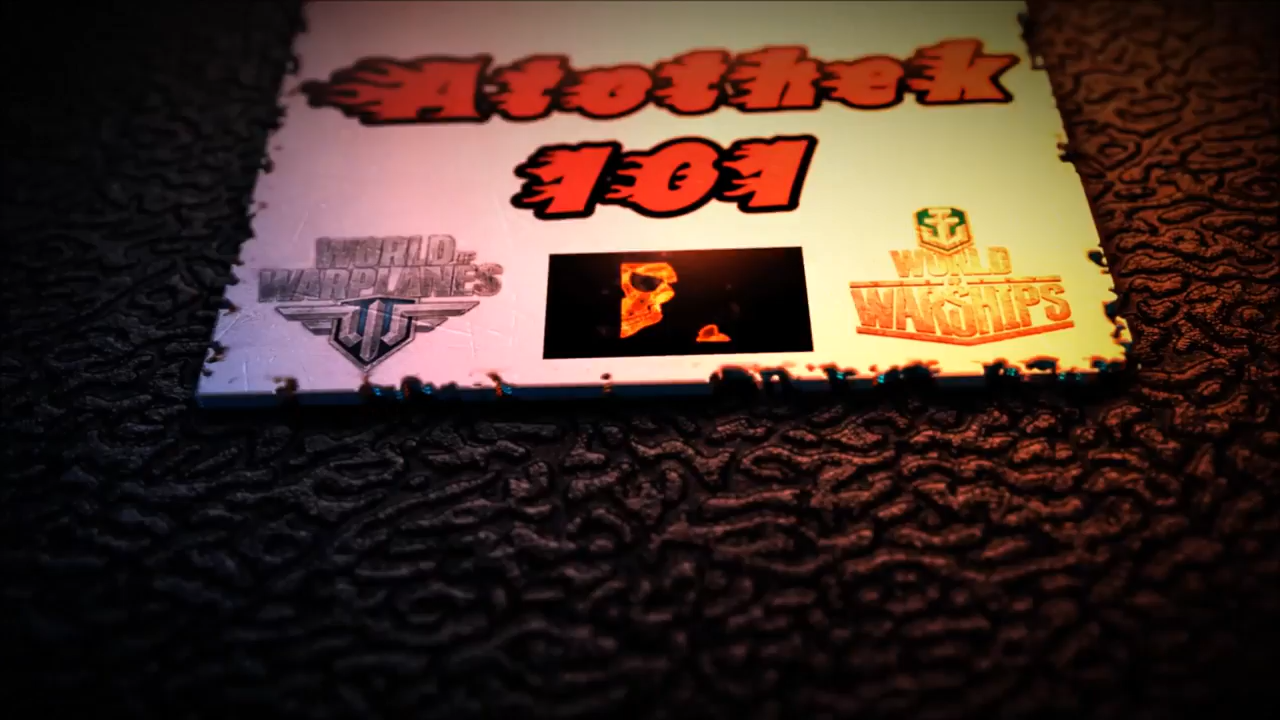 Atothek
101
WORLD OF
WARPLANES
WORLD
OF
WARSHIPS